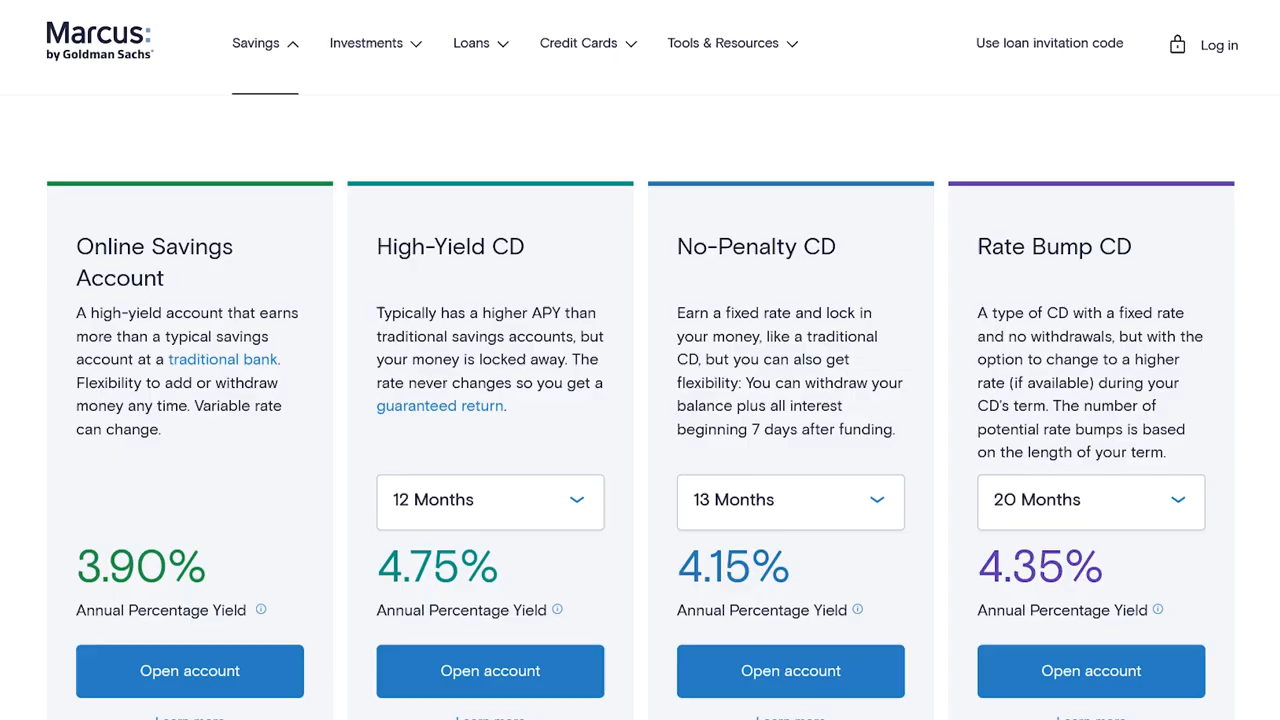 Marcus:
by Goldman Sachs®
Savings
Investments
Loans
Credit Cards
Tools & Resources
Use loan invitation code
Log in
Online Savings
Account
A high-yield account that earns
more than a typical savings
account at a traditional bank.
Flexibility to add or withdraw
money any time. Variable rate
can change.
3.90%
Annual Percentage Yield
Open account
Learn more
High-Yield CD
Typically has a higher APY than
traditional savings accounts, but
your money is locked away. The
rate never changes so you get a
guaranteed return.
12 Months
4.75%
Annual Percentage Yield
Open account
Learn more
No-Penalty CD
Earn a fixed rate and lock in
your money, like a traditional
CD, but you can also get
flexibility: You can withdraw your
balance plus all interest
beginning 7 days after funding.
13 Months
4.15%
Annual Percentage Yield
Open account
Learn more
Rate Bump CD
A type of CD with a fixed rate
and no withdrawals, but with the
option to change to a higher
rate (if available) during your
CD's term. The number of
potential rate bumps is based
on the length of your term.
20 Months
4.35%
Annual Percentage Yield
Open account
Learn more